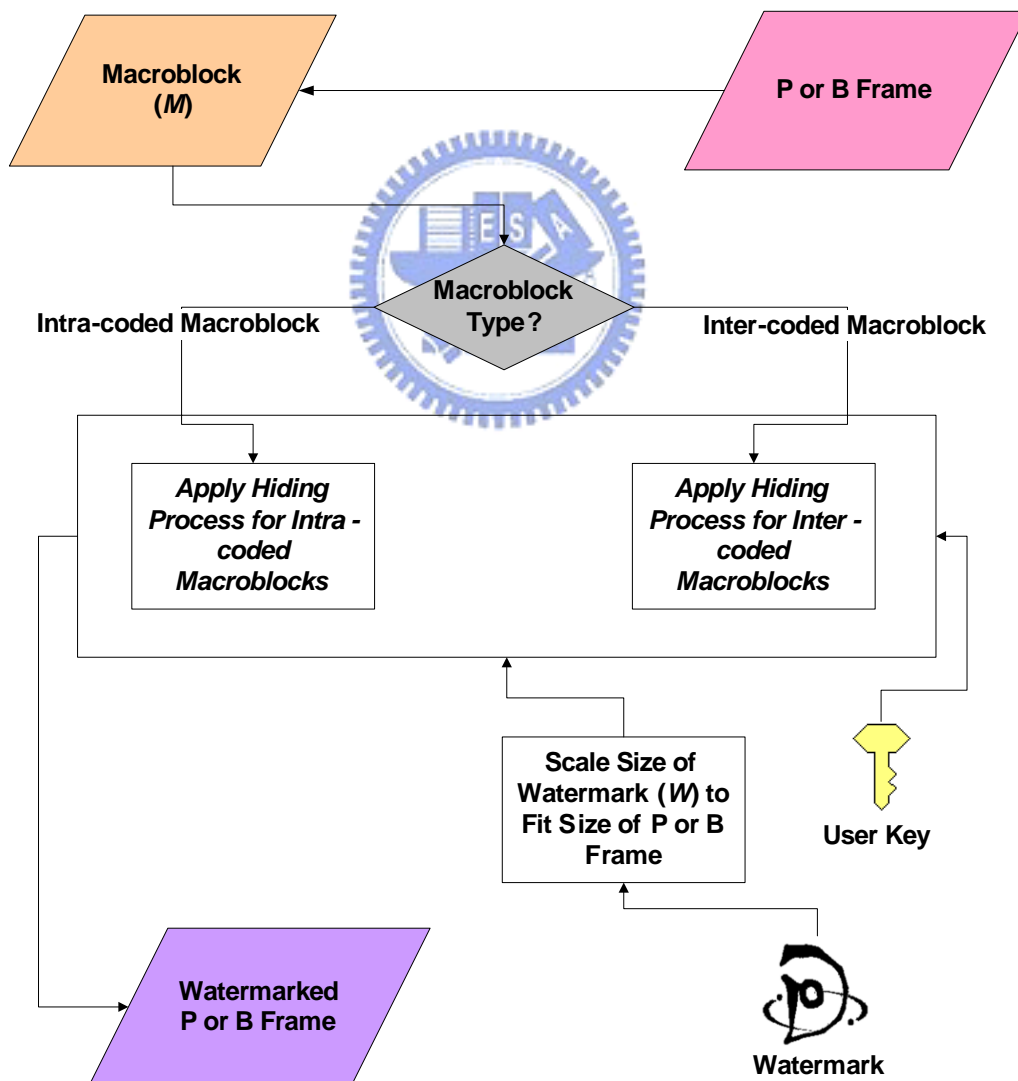 Macroblock
(M)
P or B Frame
E S A
Macroblock
Type?
Intra-coded Macroblock
Inter-coded Macroblock
Apply Hiding
Process for Intra -
coded
Macroblocks
Apply Hiding
Process for Inter -
coded
Macroblocks
Scale Size of
Watermark (W) to
Fit Size of P or B
Frame
User Key
Watermarked
P or B Frame
Watermark